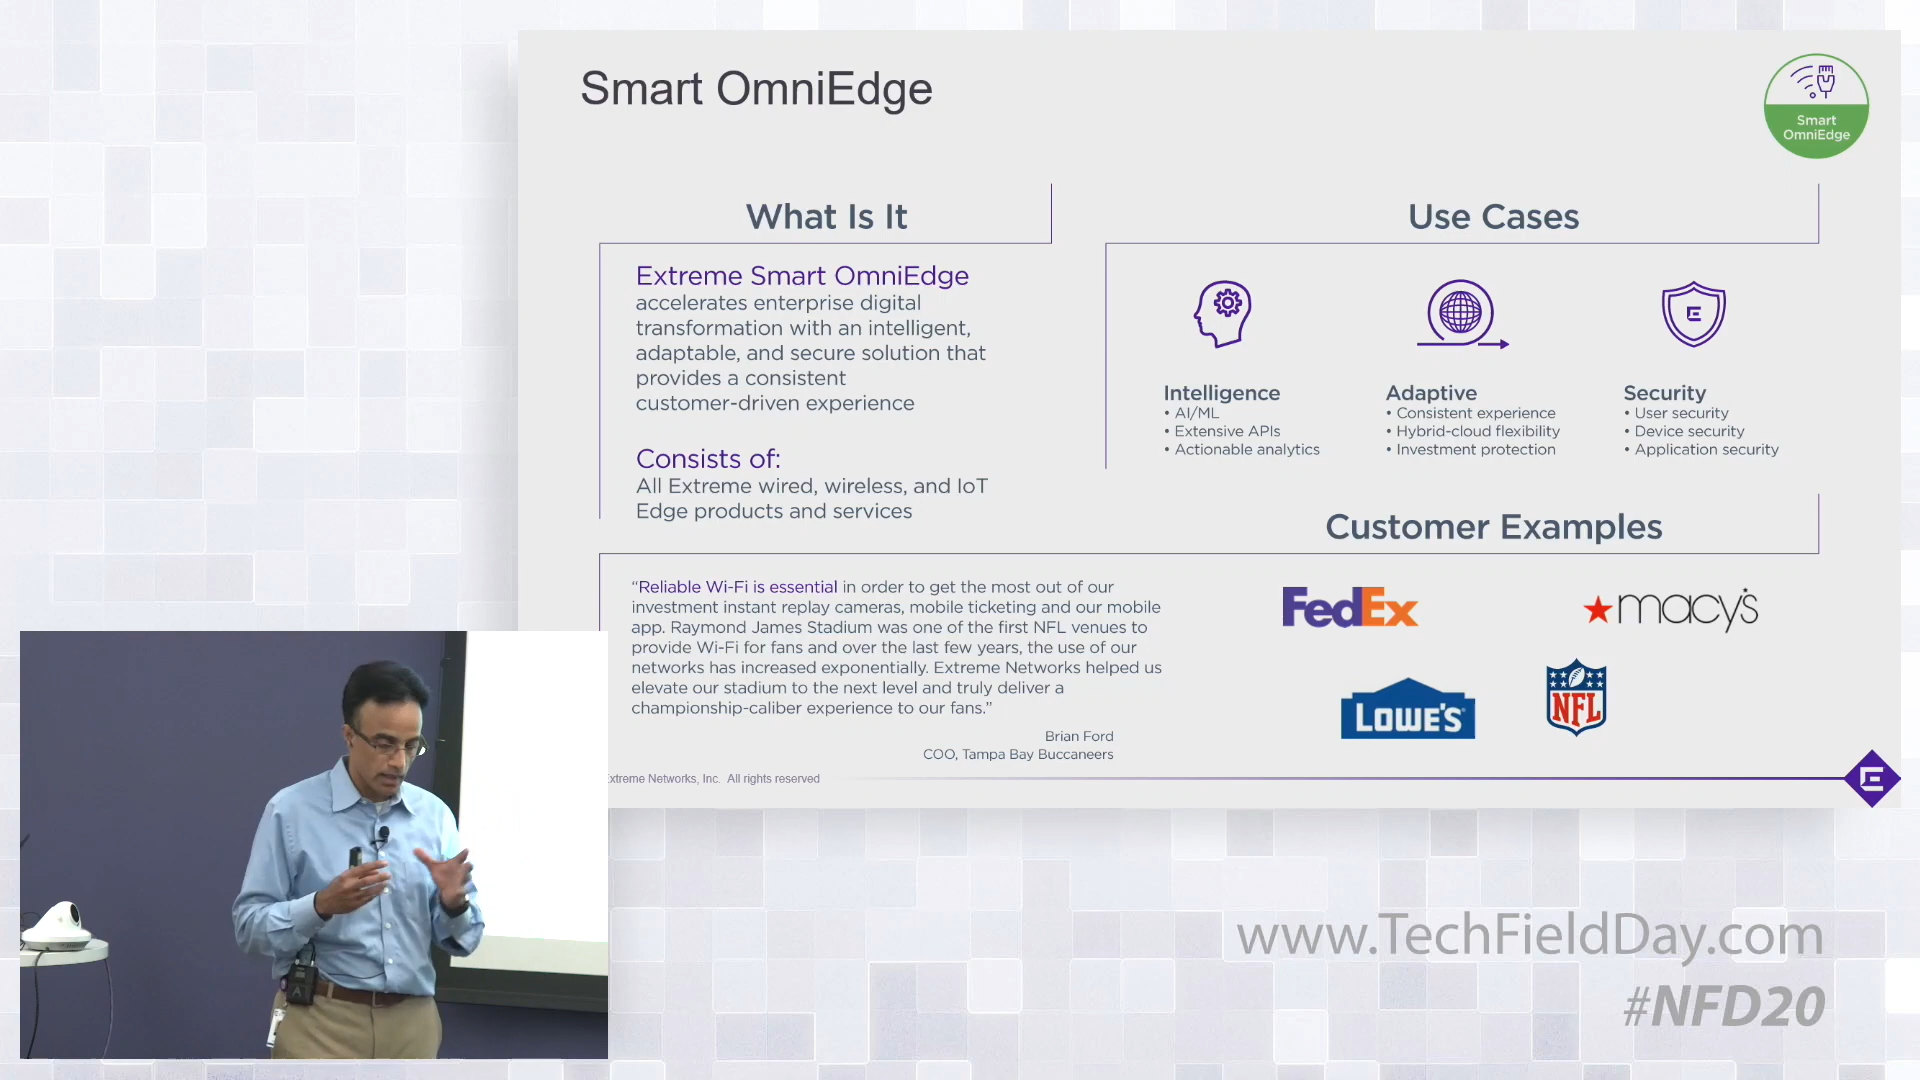 Smart OmniEdge
Smart
OmniEdge
What Is It
Extreme Smart OmniEdge
accelerates enterprise digital
transformation with an intelligent,
adaptable, and secure solution that
provides a consistent
customer-driven experience
Consists of:
All Extreme wired, wireless, and IoT
Edge products and services
Use Cases
Intelligence
• AI/ML
• Extensive APIs
• Actionable analytics
Adaptive
• Consistent experience
• Hybrid-cloud flexibility
• Investment protection
Security
• User security
• Device security
• Application security
Customer Examples
“Reliable Wi-Fi is essential in order to get the most out of our
investment instant replay cameras, mobile ticketing and our mobile
app. Raymond James Stadium was one of the first NFL venues to
provide Wi-Fi for fans and over the last few years, the use of our
networks has increased exponentially. Extreme Networks helped us
elevate our stadium to the next level and truly deliver a
championship-caliber experience to our fans.”
Brian Ford
COO, Tampa Bay Buccaneers
FedEx
macy's
LOWE'S
NFL
xtreme Networks, Inc. All rights reserved
www.TechFieldDay.com
#NFD20